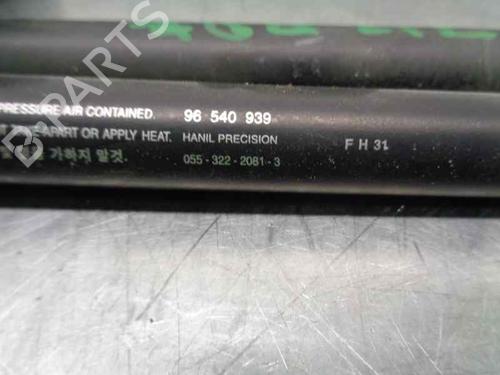 PRESSURE AIR CONTAINED. 96 540 939
APART OR APPLY HEAT. HANIL PRECISION F H 31
가하지 말것. 055-322-2081-3
B-PARTS